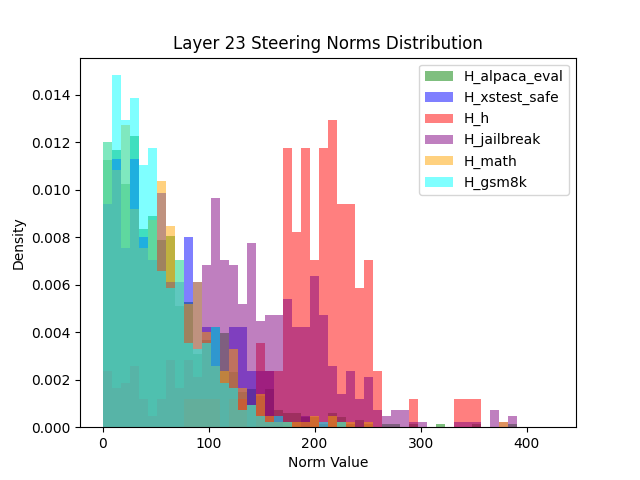 Layer 23 Steering Norms Distribution
H_alpaca_eval
H_xstest_safe
H_h
H_jailbreak
H_math
H_gsm8k
0.014
0.012
0.010
0.008
0.006
0.004
0.002
0.000
Density
0
100
200
300
400
Norm Value